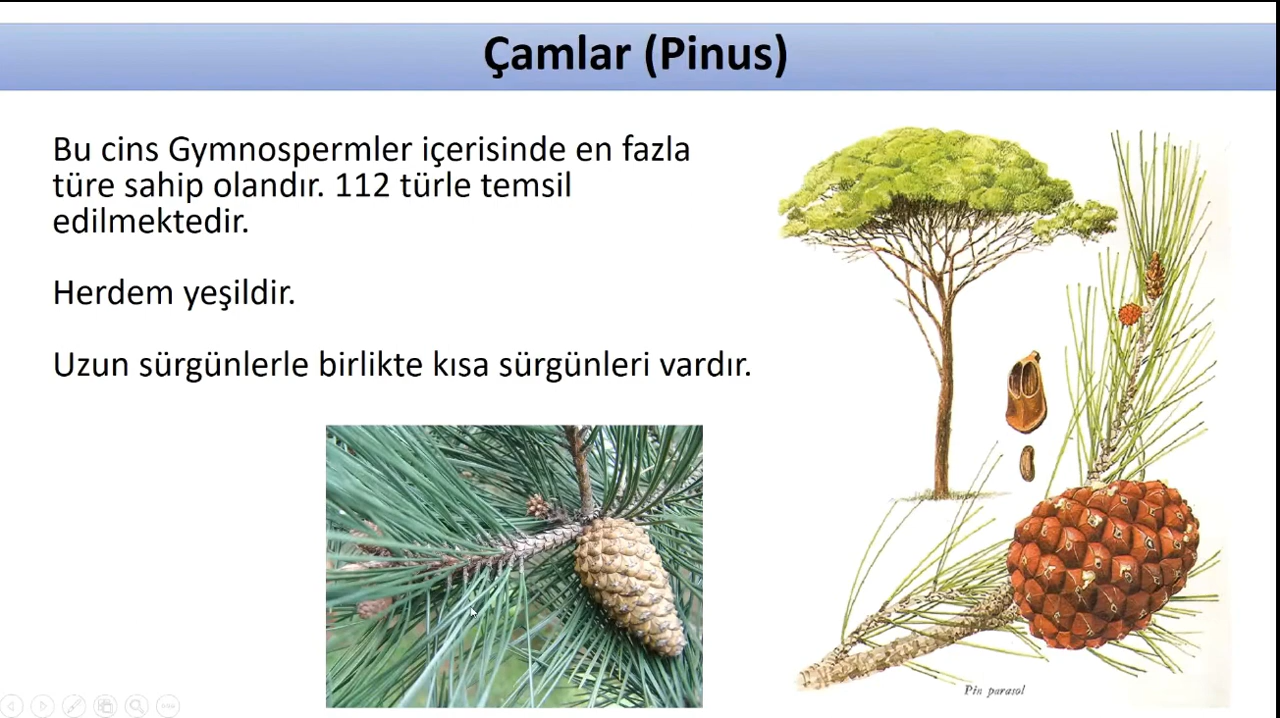 Çamlar (Pinus)
Bu cins Gymnospermler içerisinde en fazla
türe sahip olandır. 112 türle temsil
edilmektedir.
Herdem yeşildir.
Uzun sürgünlerle birlikte kısa sürgünleri vardır.
Pin parasol